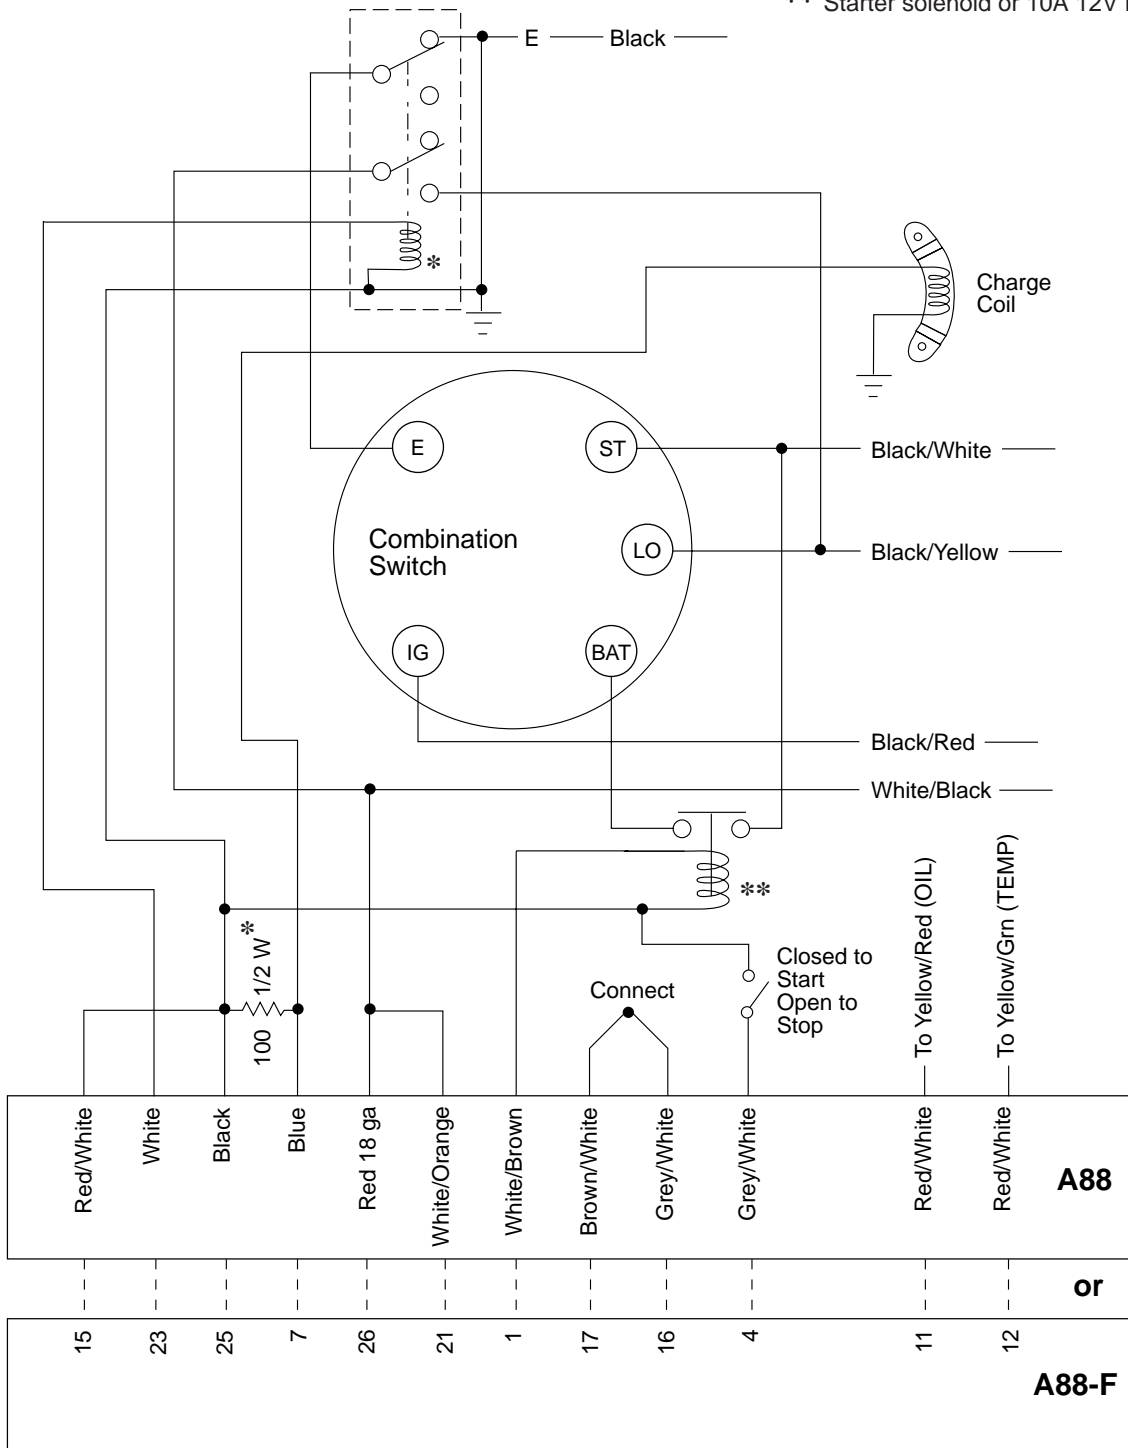 ** Starter solenoid or 10A 12V
E
Black
*
Charge
Coil
E
ST
Black/White
Combination
Switch
LO
Black/Yellow
IG
BAT
Black/Red
White/Black
**
*
100 1/2 W
Connect
Closed to
Start
Open to
Stop
To Yellow/Red (OIL)
To Yellow/Grn (TEMP)
Red/White
White
Black
Blue
Red 18 ga
White/Orange
White/Brown
Brown/White
Grey/White
Grey/White
Red/White
Red/White
A88
or
15
23
25
7
26
21
1
17
16
4
11
12
A88-F